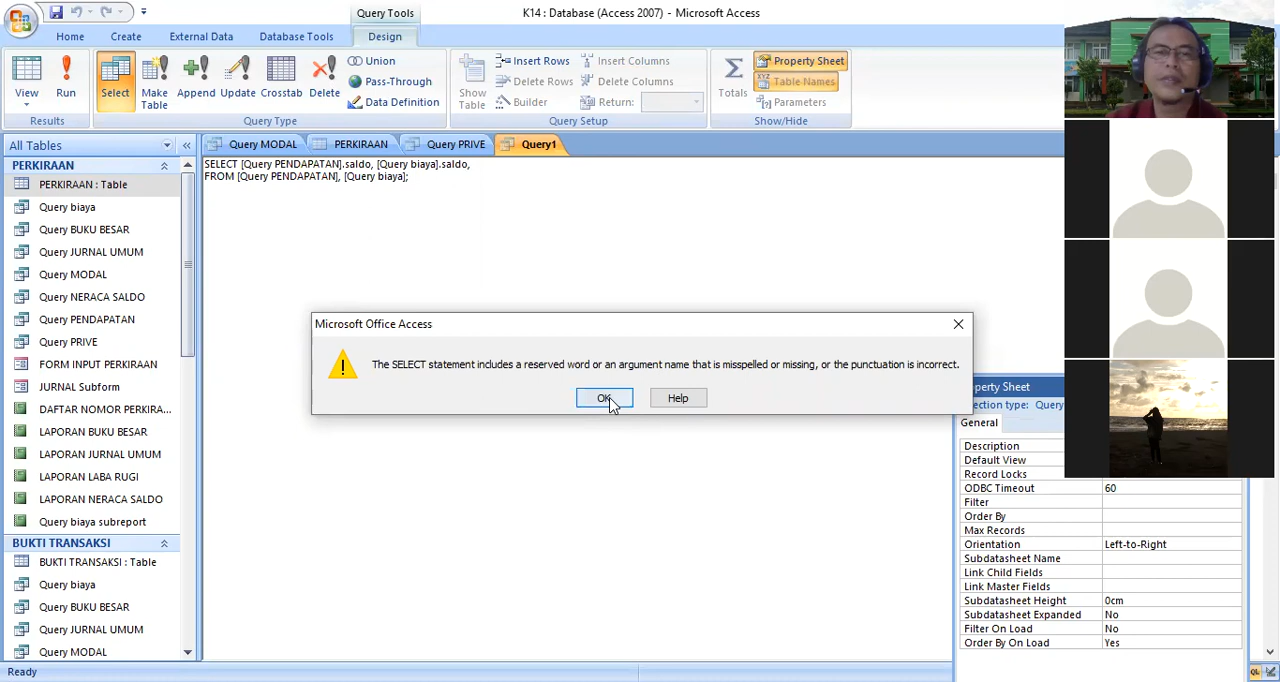 K14 : Database (Access 2007) - Microsoft Access
Query Tools
Home
Create
External Data
Database Tools
Design
View
Run
Results
Select
Make Table
Append
Update
Crosstab
Delete
Union
Pass-Through
Data Definition
Query Type
Show Table
Insert Rows
Delete Rows
Builder
Insert Columns
Delete Columns
Return:
Query Setup
Totals
Property Sheet
Table Names
Parameters
Show/Hide
All Tables
PERKIRAAN
PERKIRAAN : Table
Query biaya
Query BUKU BESAR
Query JURNAL UMUM
Query MODAL
Query NERACA SALDO
Query PENDAPATAN
Query PRIVE
FORM INPUT PERKIRAAN
JURNAL Subform
DAFTAR NOMOR PERKIRA...
LAPORAN BUKU BESAR
LAPORAN JURNAL UMUM
LAPORAN LABA RUGI
LAPORAN NERACA SALDO
Query biaya subreport
BUKTI TRANSAKSI
BUKTI TRANSAKSI : Table
Query biaya
Query BUKU BESAR
Query JURNAL UMUM
Query MODAL
Query MODAL
PERKIRAAN
Query PRIVE
Query1
SELECT [Query PENDAPATAN].saldo, [Query biaya].saldo,
FROM [Query PENDAPATAN], [Query biaya];
Microsoft Office Access
The SELECT statement includes a reserved word or an argument name that is misspelled or missing, or the punctuation is incorrect.
OK
Help
perty Sheet
ection type: Query
General
Description
Default View
Record Locks
ODBC Timeout 60
Filter
Order By
Max Records
Orientation Left-to-Right
Subdatasheet Name
Link Child Fields
Link Master Fields
Subdatasheet Height 0cm
Subdatasheet Expanded No
Filter On Load No
Order By On Load Yes
Ready